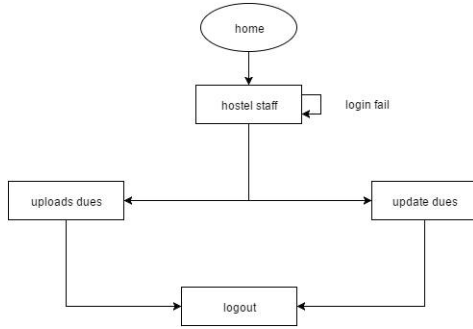 home
hostel staff
login fail
uploads dues
update dues
logout